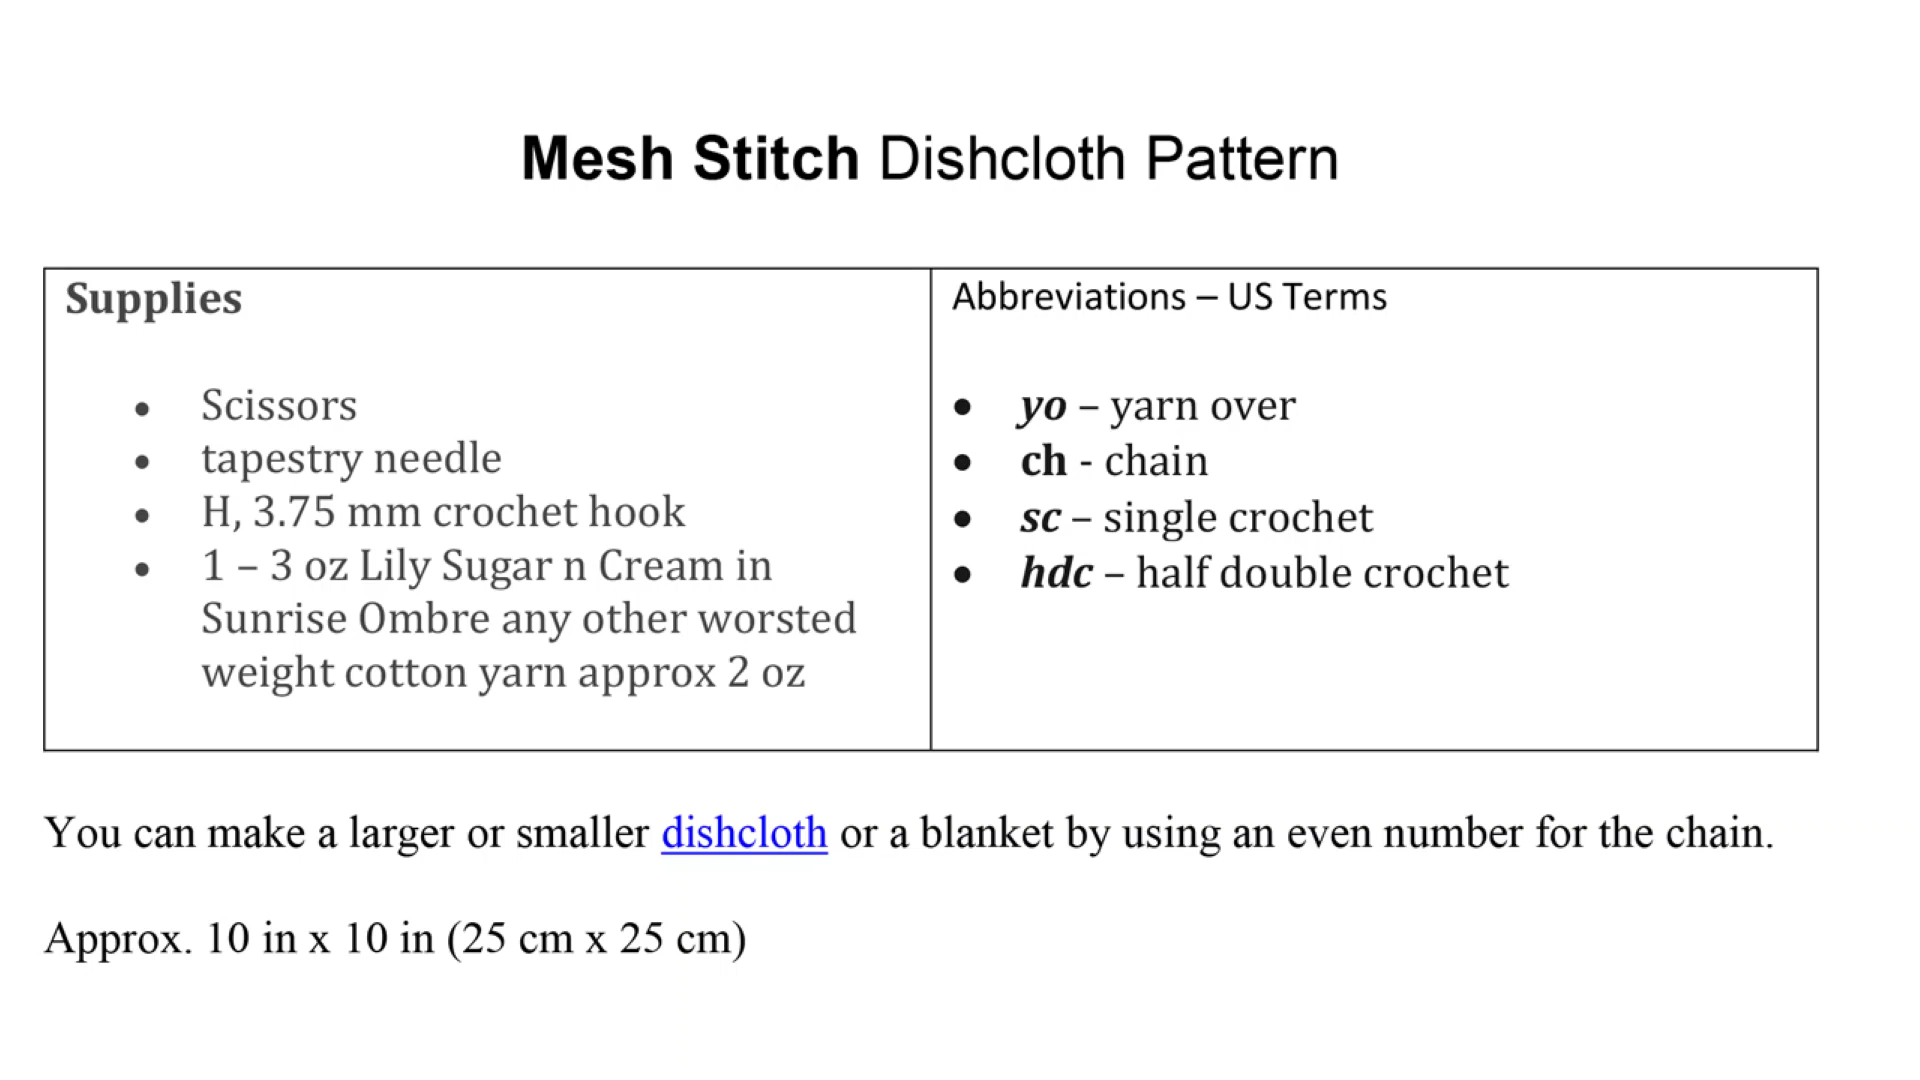 Mesh Stitch Dishcloth Pattern
Supplies
• Scissors
• tapestry needle
• H, 3.75 mm crochet hook
• 1 – 3 oz Lily Sugar n Cream in
Sunrise Ombre any other worsted
weight cotton yarn approx 2 oz
Abbreviations – US Terms
• yo – yarn over
• ch - chain
• sc – single crochet
• hdc – half double crochet
You can make a larger or smaller dishcloth or a blanket by using an even number for the chain.
Approx. 10 in x 10 in (25 cm x 25 cm)